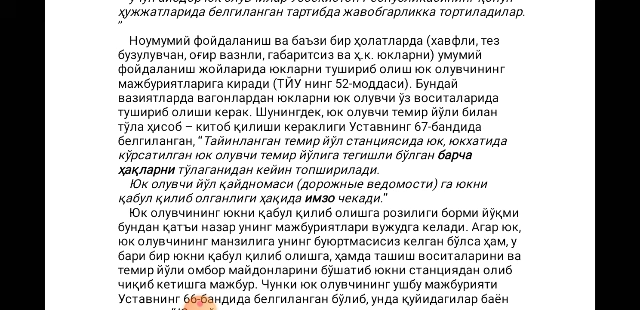 ҳужжатларида белгиланган тартибда жавобгарликка тортиладилар.
”
Ноумумий фойдаланиш ва баъзи бир ҳолатларда (хавфли, тез
бузулувчан, оғир вазнли, габаритсиз ва ҳ.к. юкларни) умумий
фойдаланиш жойларида юкларни тушириб олиш юк олувчининг
мажбуриятларига киради (ТЙУ нинг 52-моддаси). Бундай
вазиятларда вагонлардан юкларни юк олувчи ўз воситаларида
тушириб олиши керак. Шунингдек, юк олувчи темир йўли билан
тўла ҳисоб – китоб қилиши кераклиги Уставнинг 67-бандида
белгиланган, “Тайинланган темир йўл станциясида юк, юкхатида
кўрсатилган юк олувчи темир йўлига тегишли бўлган барча
ҳақларни тўлаганидан кейин топширилади.
Юк олувчи йўл қайдномаси (дорожные ведомости) га юкни
қабул қилиб олганлиги ҳақида имзо чекади.”
Юк олувчининг юкни қабул қилиб олишга розилиги борми йўқми
бундан қатъи назар унинг мажбуриятлари вужудга келади. Агар юк,
юк олувчининг манзилига унинг буюртмасисиз келган бўлса ҳам, у
бари бир юкни қабул қилиб олишга, ҳамда ташиш воситаларини ва
темир йўли омбор майдонларини бўшатиб юкни станциядан олиб
чиқиб кетишга мажбур. Чунки юк олувчининг ушбу мажбурияти
Уставнинг 66-бандида белгиланган бўлиб, унда қуйидагилар баён